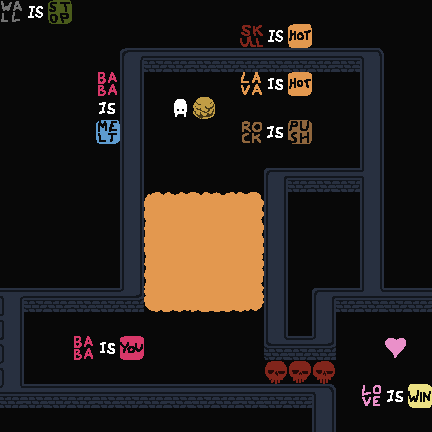 WALL IS STOP
SKULL IS HOT
BABA IS MELT
LAVA IS HOT
ROCK IS PUSH
BABA IS YOU
LOVE IS WIN